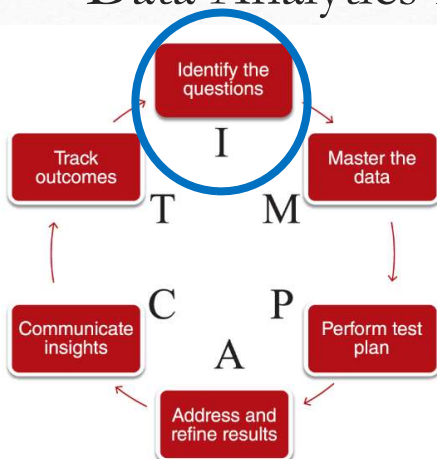 Data Analytics
Identify the
questions
I
Track
outcomes
Master the
data
T
M
C
P
Communicate
insights
Perform test
plan
A
Address and
refine results